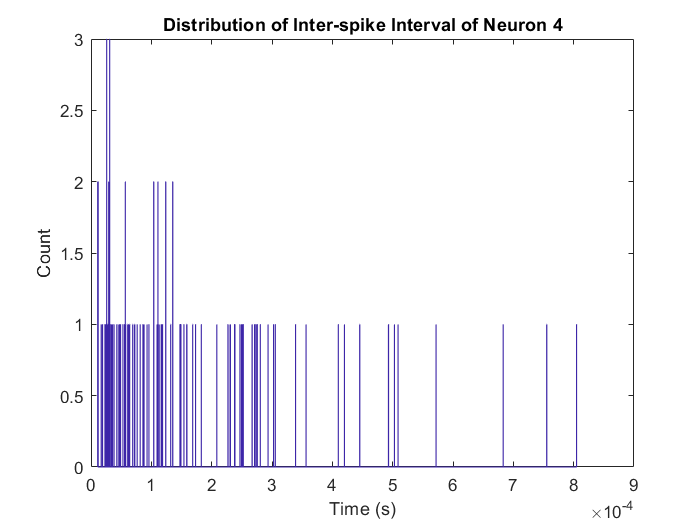 Distribution of Inter-spike Interval of Neuron 4
3
2.5
2
1.5
1
0.5
0
Count
0 1 2 3 4 5 6 7 8 9
Time (s)
×10-4